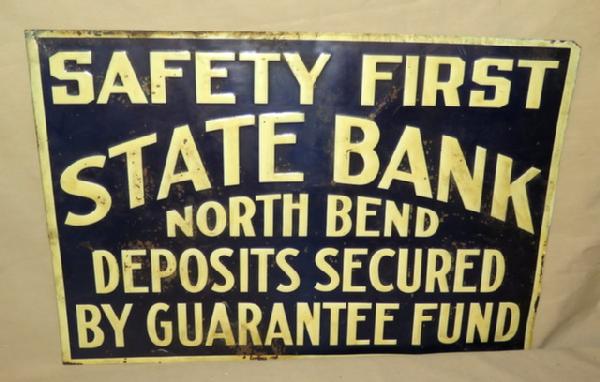 SAFETY FIRST
STATE BANK
NORTH BEND
DEPOSITS SECURED
BY GUARANTEE FUND